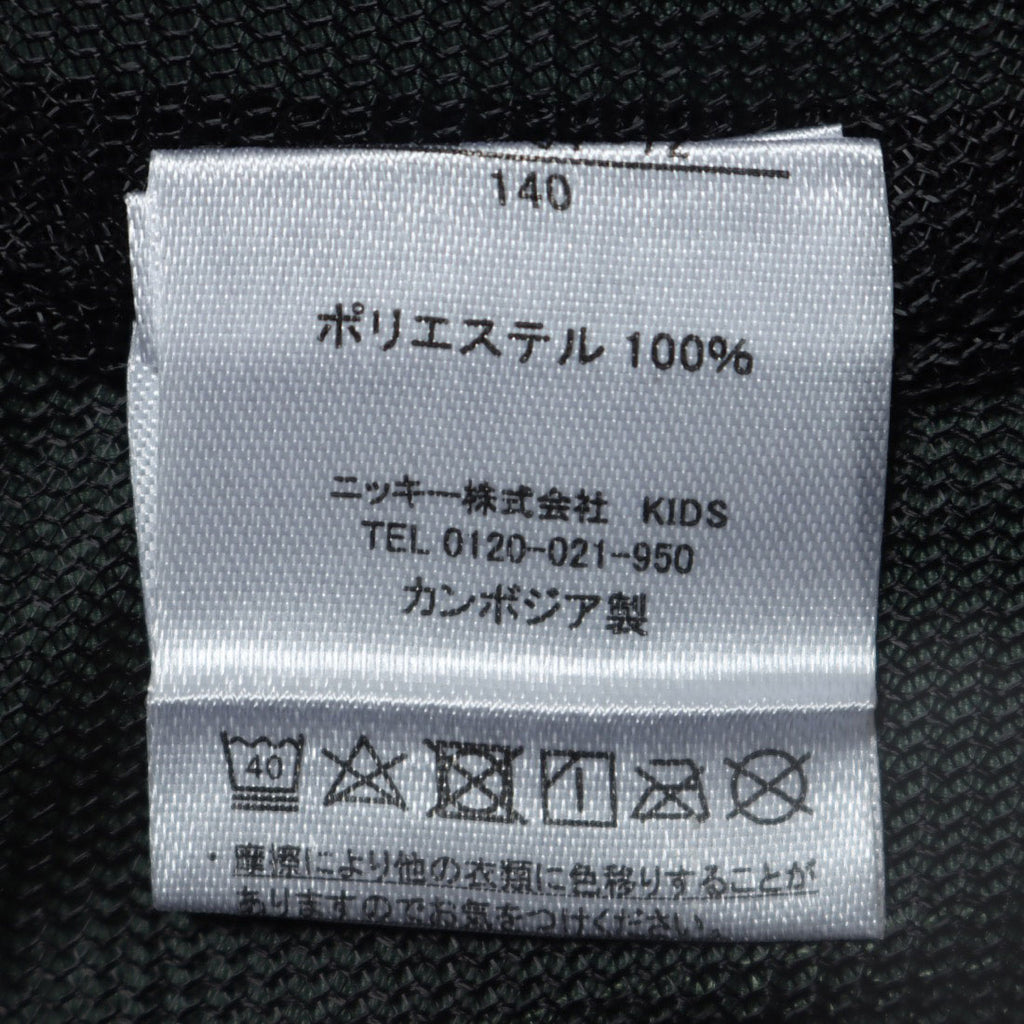 140
ポリエステル 100%
ニッキー株式会社 KIDS
TEL 0120-021-950
カンボジア製
40
・摩擦により他の衣類に色移りすることが
ありますのでお気をつけください。